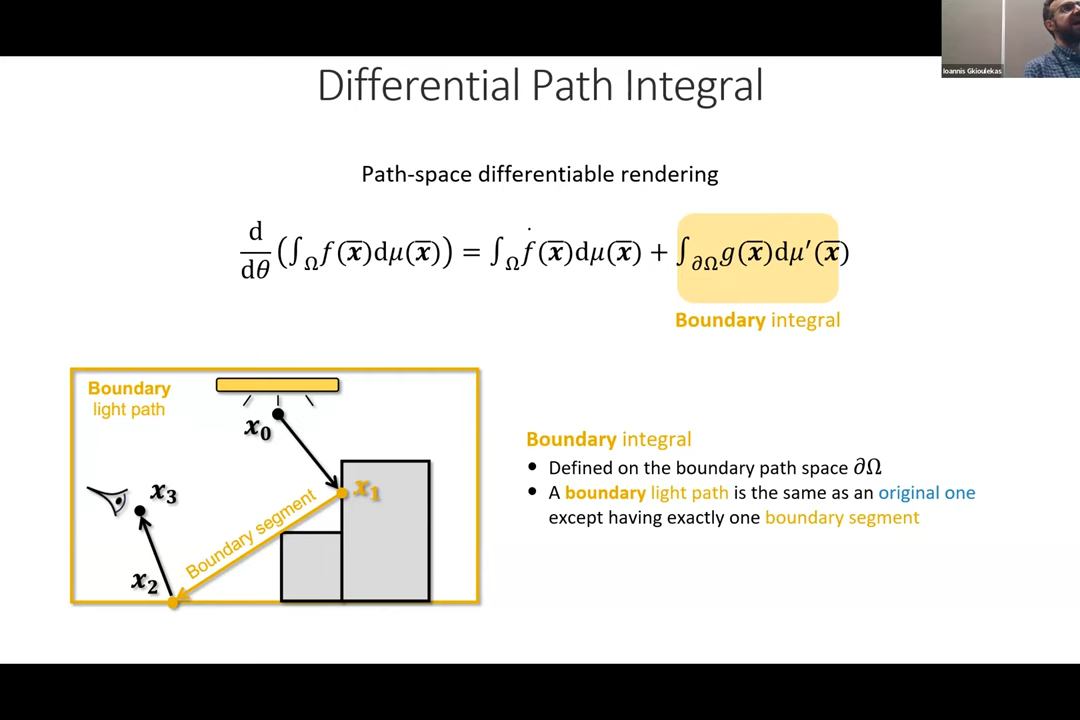 Ioannis Gkioulekas
Differential Path Integral
Path-space differentiable rendering
d/dθ (∫_Ω f(x̄)dμ(x̄)) = ∫_Ω ḟ(x̄)dμ(x̄) + ∫_∂Ω g(x̄)dμ′(x̄)
Boundary integral
Boundary
light path
x₀
x₁
x₃
Boundary segment
x₂
Boundary integral
• Defined on the boundary path space ∂Ω
• A boundary light path is the same as an original one
except having exactly one boundary segment